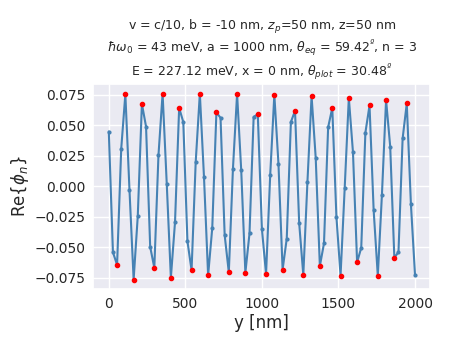 v = c/10, b = -10 nm, z_p=50 nm, z=50 nm
ℏω₀ = 43 meV, a = 1000 nm, θ_eq = 59.42°, n = 3
E = 227.12 meV, x = 0 nm, θ_plot = 30.48°
0.075
0.050
0.025
0.000
−0.025
−0.050
−0.075
Re{ϕ_n}
0 500 1000 1500 2000
y [nm]